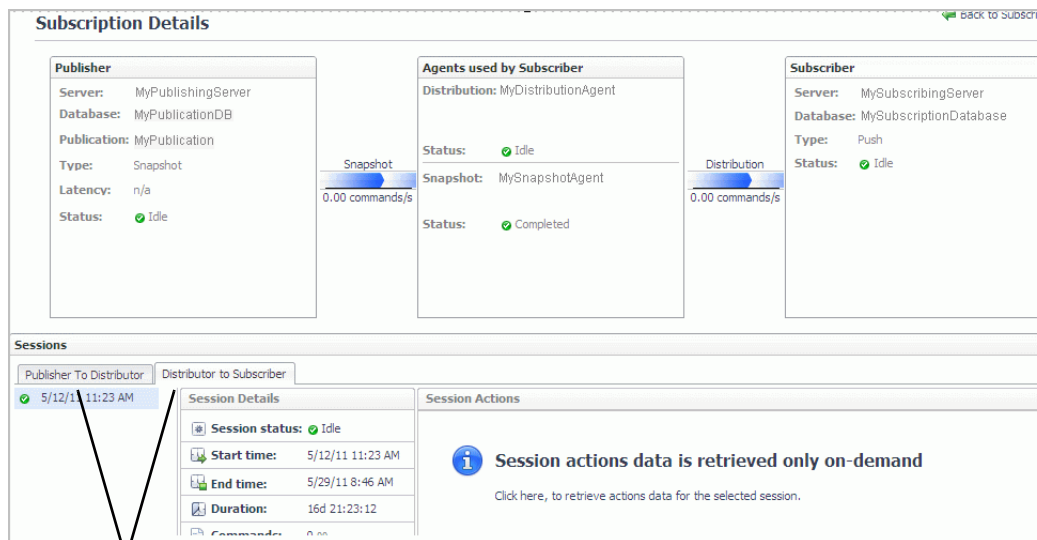 Subscription Details
Back to Subscri
Publisher
Server: MyPublishingServer
Database: MyPublicationDB
Publication: MyPublication
Type: Snapshot
Latency: n/a
Status: Idle
Snapshot
0.00 commands/s
Agents used by Subscriber
Distribution: MyDistributionAgent
Status: Idle
Snapshot: MySnapshotAgent
Status: Completed
Distribution
0.00 commands/s
Subscriber
Server: MySubscribingServer
Database: MySubscriptionDatabase
Type: Push
Status: Idle
Sessions
Publisher To Distributor
Distributor to Subscriber
5/12/11 11:23 AM
Session Details
Session status: Idle
Start time: 5/12/11 11:23 AM
End time: 5/29/11 8:46 AM
Duration: 16d 21:23:12
Commands: 0.00
Session Actions
Session actions data is retrieved only on-demand
Click here, to retrieve actions data for the selected session.